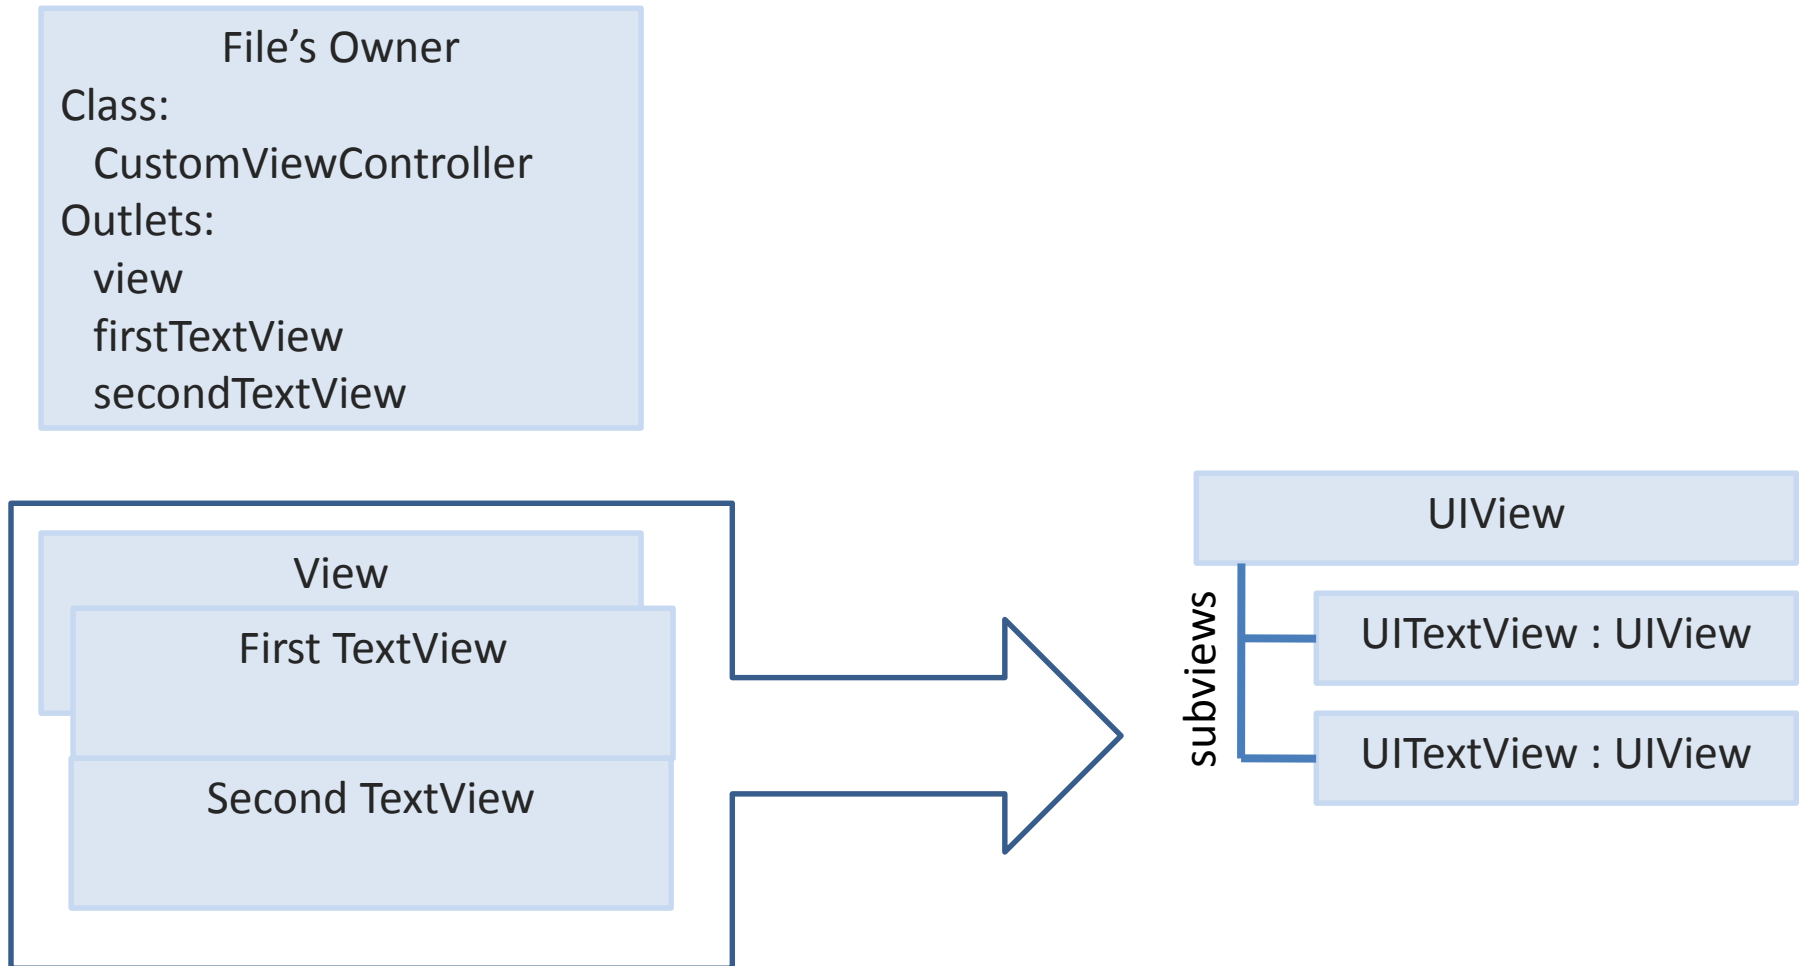 File’s Owner
Class:
CustomViewController
Outlets:
view
firstTextView
secondTextView
View
First TextView
Second TextView
UIView
subviews
UITextView : UIView
UITextView : UIView